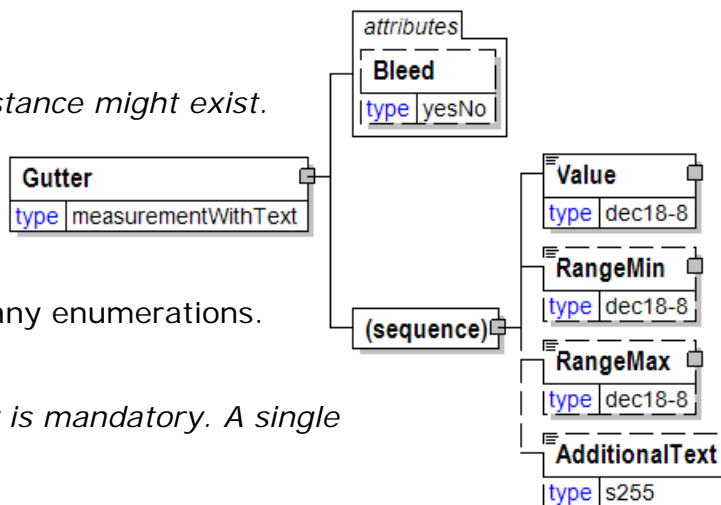 attributes
Bleed
type yesNo
stance might exist.
Gutter
type measurementWithText
Value
type dec18-8
RangeMin
type dec18-8
any enumerations.
(sequence)
RangeMax
type dec18-8
is mandatory. A single
AdditionalText
type s255